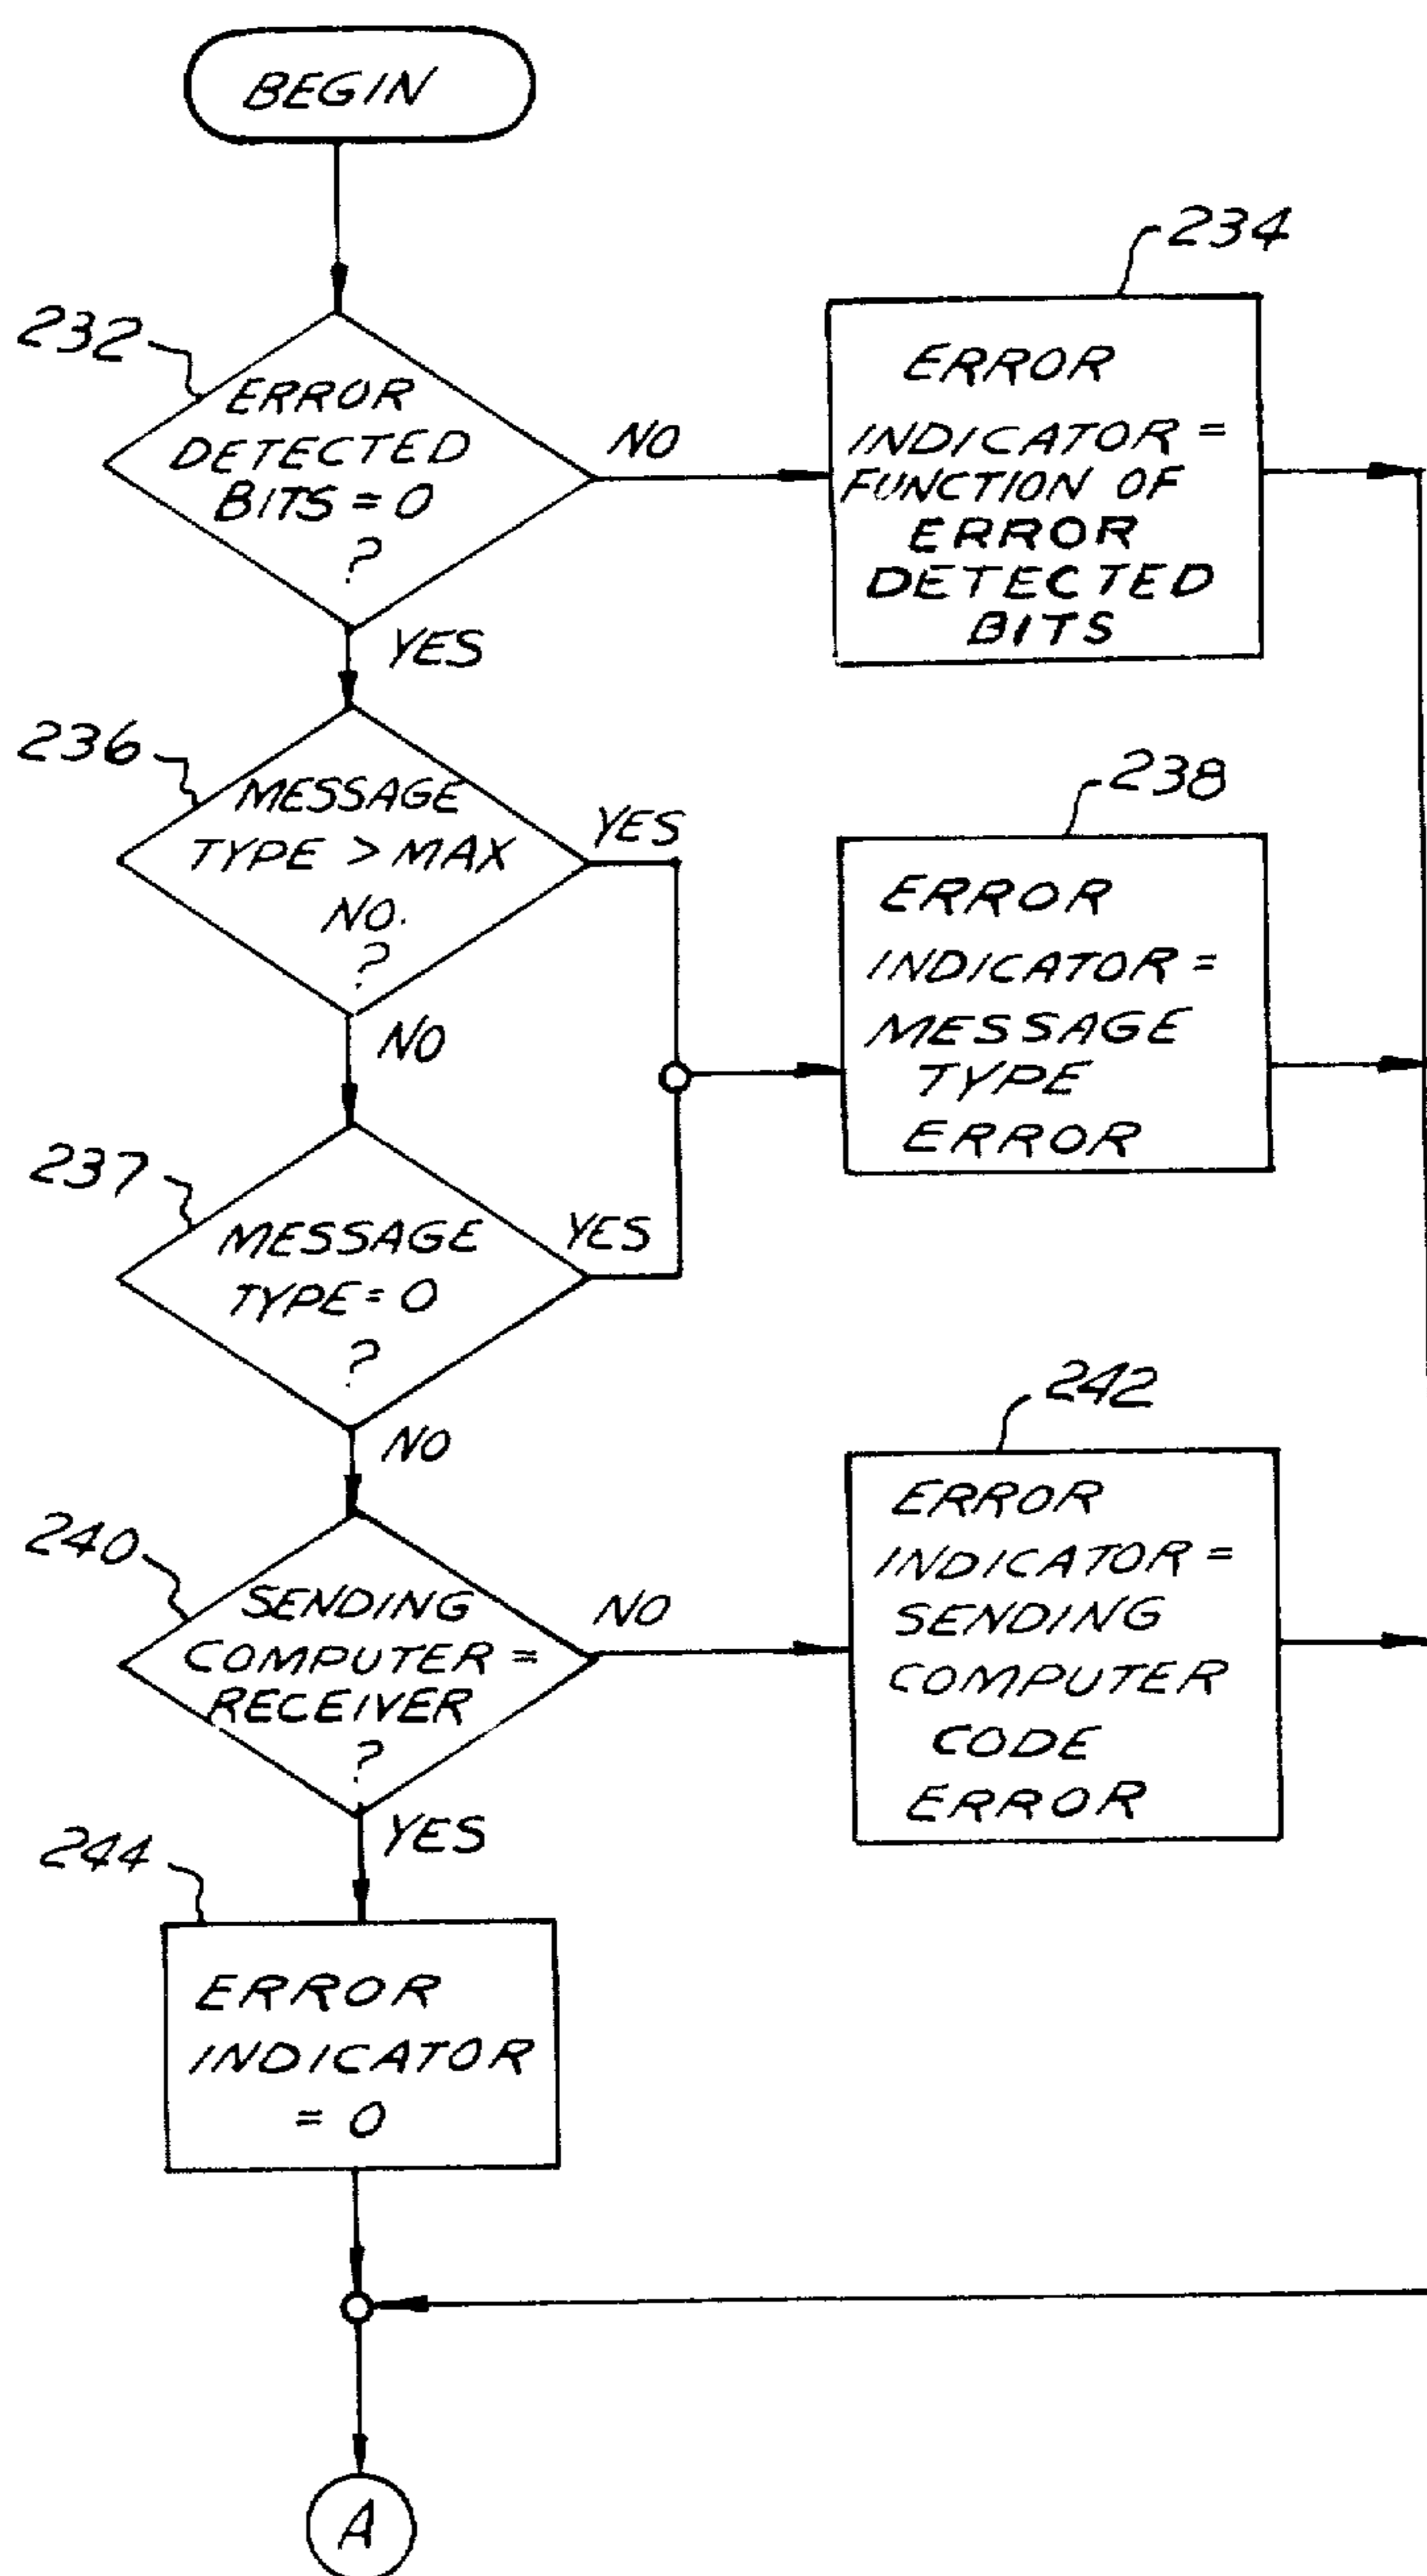 BEGIN
232
ERROR
DETECTED
BITS = 0
?
NO
YES
234
ERROR
INDICATOR =
FUNCTION OF
ERROR
DETECTED
BITS
236
MESSAGE
TYPE > MAX
NO.
?
YES
NO
238
ERROR
INDICATOR =
MESSAGE
TYPE
ERROR
237
MESSAGE
TYPE = 0
?
YES
NO
240
SENDING
COMPUTER =
RECEIVER
?
NO
YES
242
ERROR
INDICATOR =
SENDING
COMPUTER
CODE
ERROR
244
ERROR
INDICATOR
= 0
A